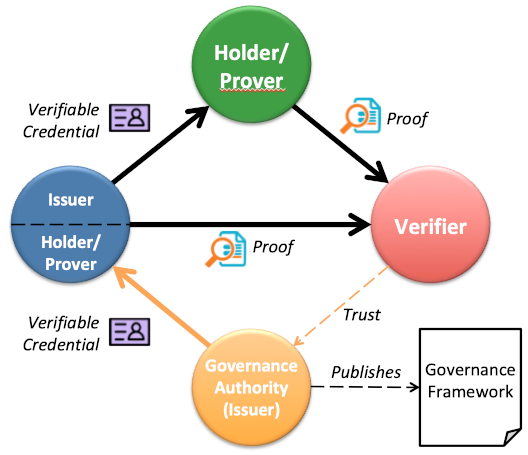 Holder/
Prover
Verifiable
Credential
Proof
Issuer
Holder/
Prover
Verifier
Proof
Verifiable
Credential
Trust
Governance
Authority
(Issuer)
Publishes
Governance
Framework